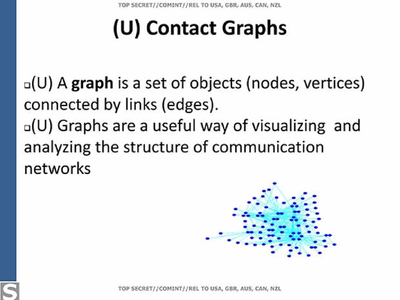 TOP SECRET//COMINT//REL TO USA, GBR, AUS, CAN, NZL
(U) Contact Graphs
❑(U) A graph is a set of objects (nodes, vertices)
connected by links (edges).
❑(U) Graphs are a useful way of visualizing and
analyzing the structure of communication
networks
S
TOP SECRET//COMINT//REL TO USA, GBR, AUS, CAN, NZL